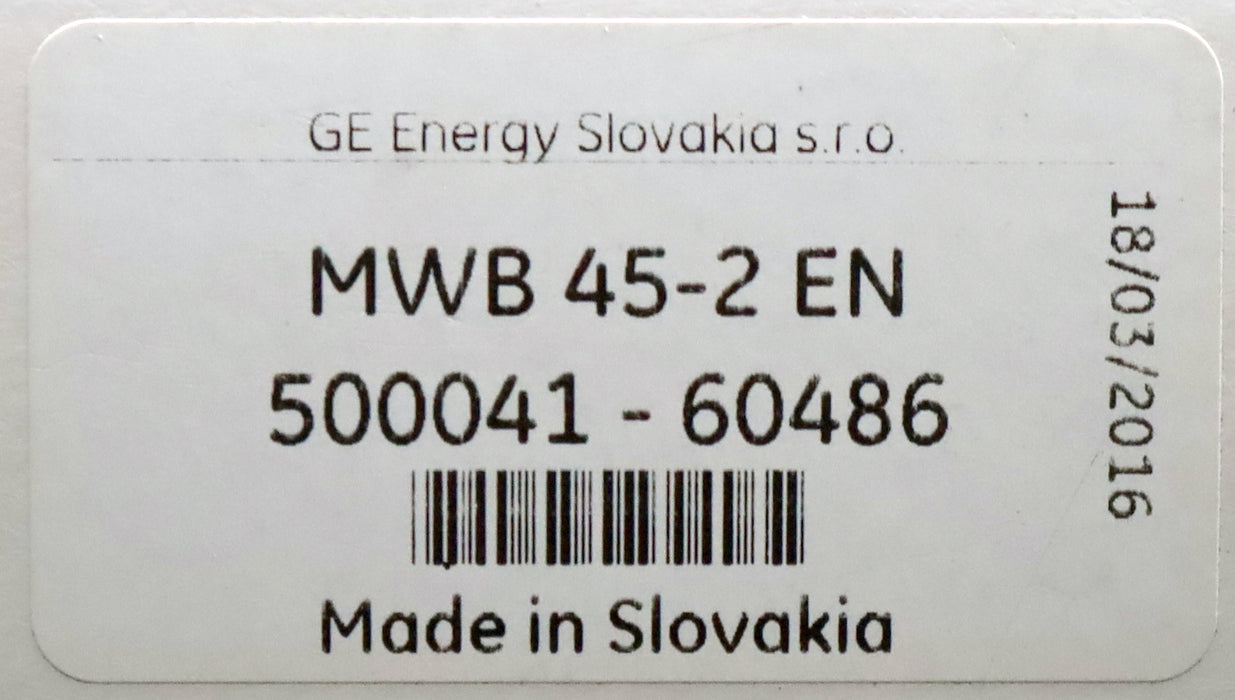 GE Energy Slovakia s.r.o.
MWB 45-2 EN
500041 - 60486
Made in Slovakia
18/03/2016